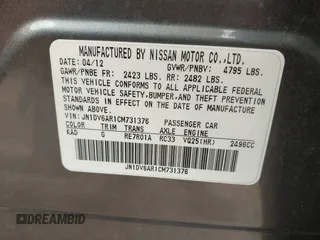 MANUFACTURED BY NISSAN MOTOR CO.,LTD.
DATE: 04/12 GVWR/PNBV: 4795 LBS.
GAWR/PNBE FR: 2423 LBS. RR: 2482 LBS.
THIS VEHICLE CONFORMS TO ALL APPLICABLE
FEDERAL MOTOR VEHICLE SAFETY,BUMPER,AND THEFT
PREVENTION STANDARDS IN EFFECT ON THE DATE OF
MANUFACTURE SHOWN ABOVE.
VIN: JN1DV6AR1CM731376 PASSENGER CAR
COLOR TRIM TRANS AXLE ENGINE
KAD G RE7R01A RC33 VQ25(HR) 2496CC
JN1DV6AR1CM731376
DREAMBID